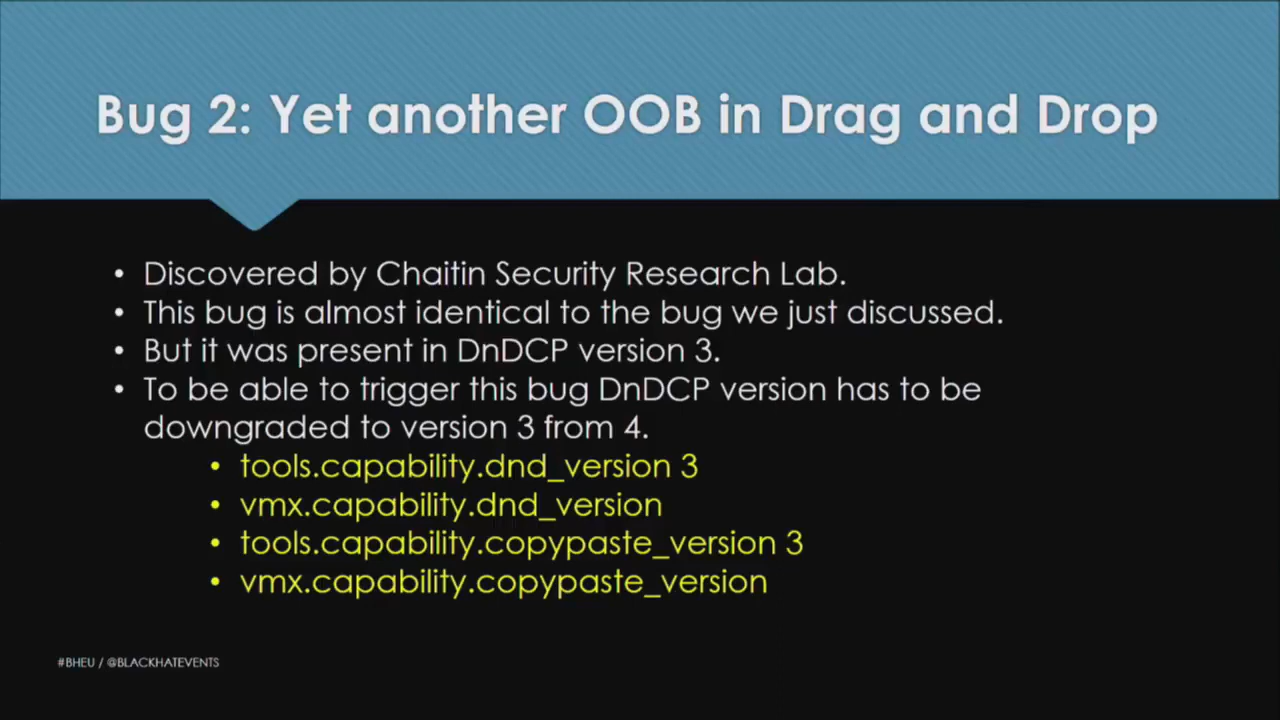 Bug 2: Yet another OOB in Drag and Drop
• Discovered by Chaitin Security Research Lab.
• This bug is almost identical to the bug we just discussed.
• But it was present in DnDCP version 3.
• To be able to trigger this bug DnDCP version has to be
downgraded to version 3 from 4.
• tools.capability.dnd_version 3
• vmx.capability.dnd_version
• tools.capability.copypaste_version 3
• vmx.capability.copypaste_version
#BHEU / @BLACKHATEVENTS